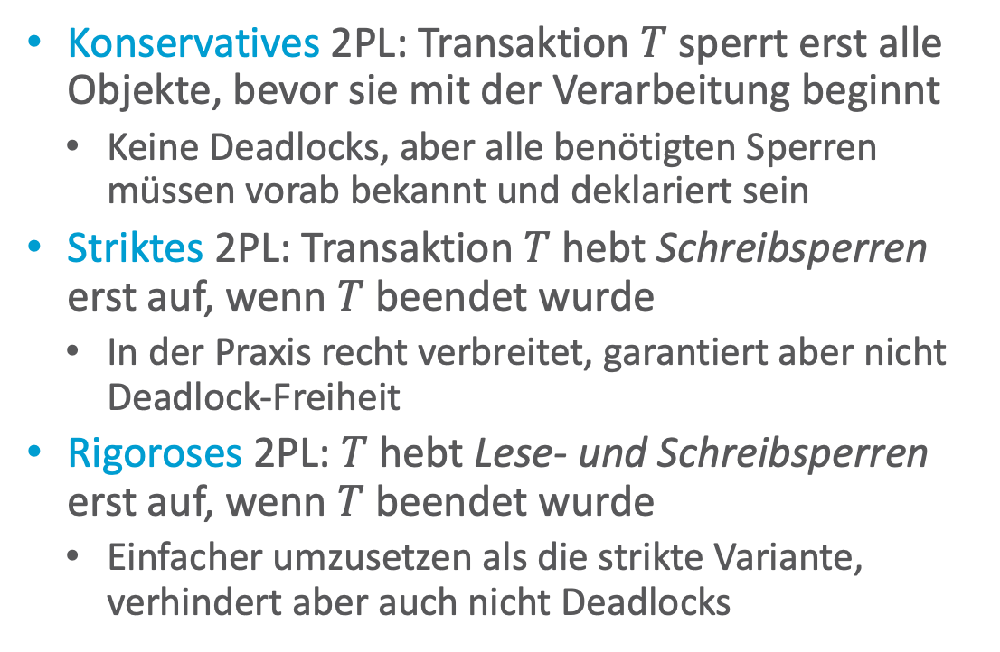 • Konservatives 2PL: Transaktion T sperrt erst alle
Objekte, bevor sie mit der Verarbeitung beginnt
• Keine Deadlocks, aber alle benötigten Sperren
müssen vorab bekannt und deklariert sein
• Striktes 2PL: Transaktion T hebt Schreibsperren
erst auf, wenn T beendet wurde
• In der Praxis recht verbreitet, garantiert aber nicht
Deadlock-Freiheit
• Rigoroses 2PL: T hebt Lese- und Schreibsperren
erst auf, wenn T beendet wurde
• Einfacher umzusetzen als die strikte Variante,
verhindert aber auch nicht Deadlocks